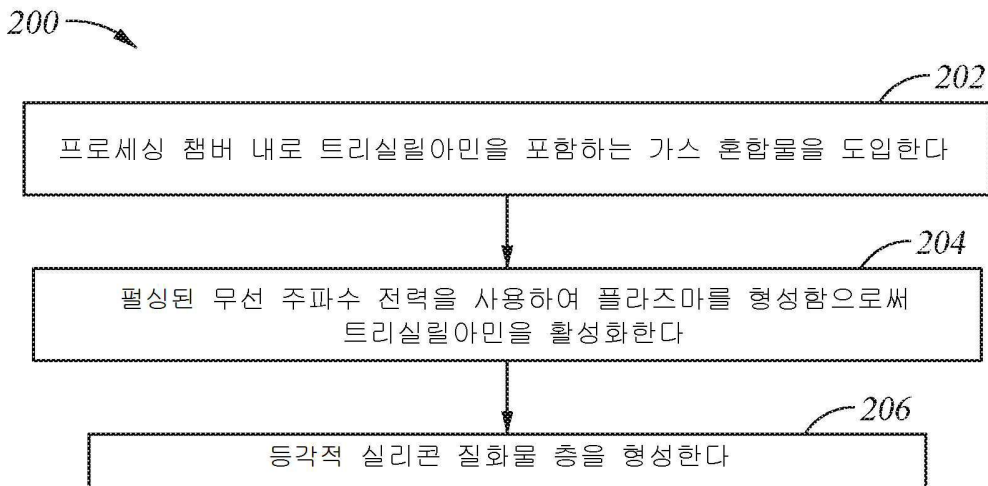 200
202
프로세싱 챔버 내로 트리실릴아민을 포함하는 가스 혼합물을 도입한다
204
펄싱된 무선 주파수 전력을 사용하여 플라즈마를 형성함으로써
트리실릴아민을 활성화한다
206
등각적 실리콘 질화물 층을 형성한다